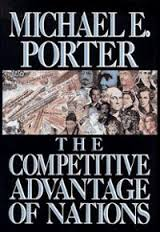 MICHAEL E.
PORTER
THE
COMPETITIVE
ADVANTAGE
OF NATIONS